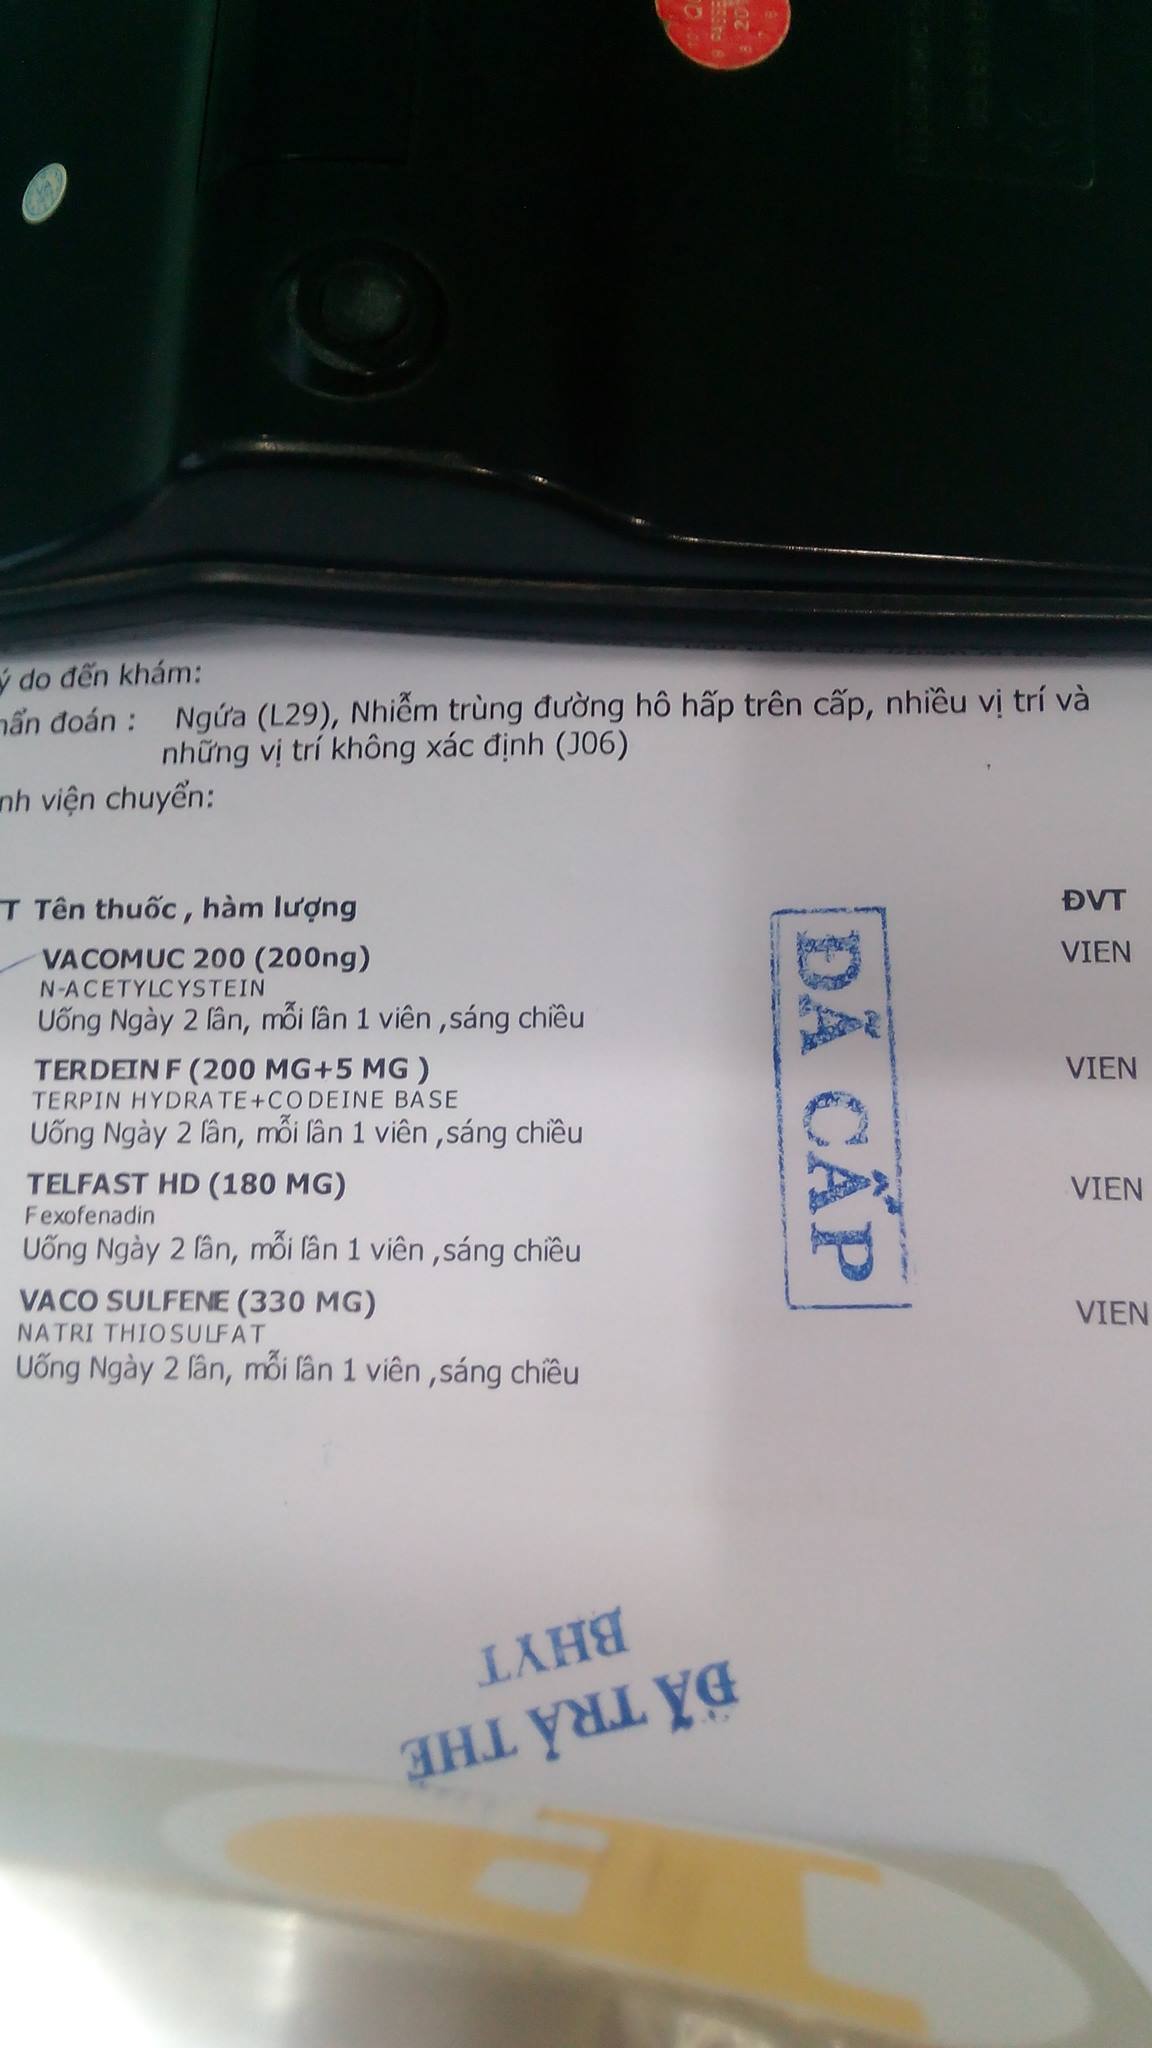 ý do đến khám:
hẩn đoán : Ngứa (L29), Nhiễm trùng đường hô hấp trên cấp, nhiều vị trí và
những vị trí không xác định (J06)
nh viện chuyển:
T Tên thuốc , hàm lượng ĐVT
VACOMUC 200 (200ng) VIEN
N-ACETYLCYSTEIN
Uống Ngày 2 lần, mỗi lần 1 viên ,sáng chiều
TERDEIN F (200 MG+5 MG ) VIEN
TERPIN HYDRATE+CODEINE BASE
Uống Ngày 2 lần, mỗi lần 1 viên ,sáng chiều
TELFAST HD (180 MG) VIEN
Fexofenadin
Uống Ngày 2 lần, mỗi lần 1 viên ,sáng chiều
VACO SULFENE (330 MG) VIEN
NATRI THIOSULFAT
Uống Ngày 2 lần, mỗi lần 1 viên ,sáng chiều
ĐÃ CẤP
ĐÃ TRẢ THẺ
BHYT